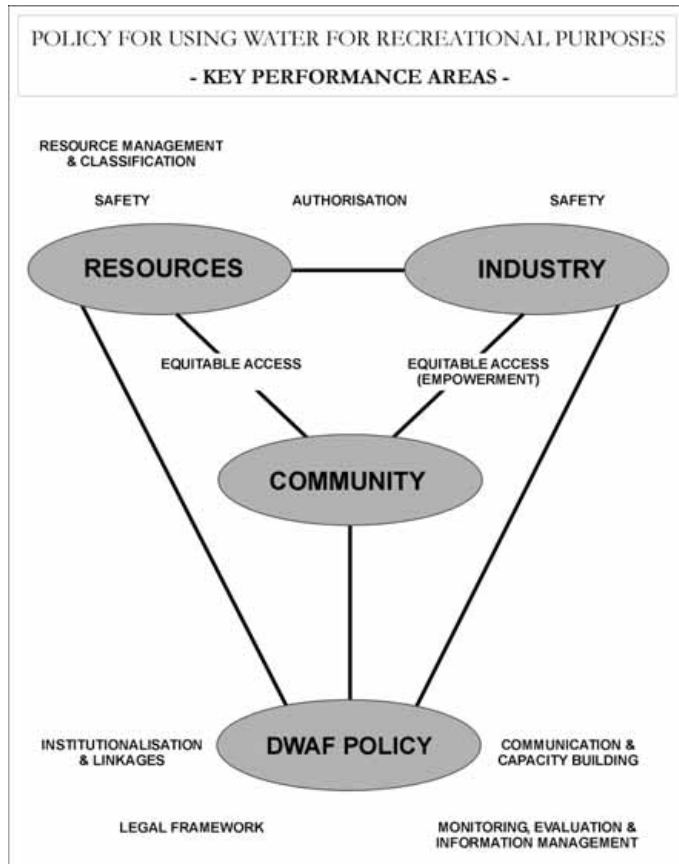 POLICY FOR USING WATER FOR RECREATIONAL PURPOSES
- KEY PERFORMANCE AREAS -
RESOURCE MANAGEMENT
& CLASSIFICATION
SAFETY
AUTHORISATION
SAFETY
RESOURCES
INDUSTRY
EQUITABLE ACCESS
EQUITABLE ACCESS
(EMPOWERMENT)
COMMUNITY
DWAF POLICY
INSTITUTIONALISATION
& LINKAGES
COMMUNICATION &
CAPACITY BUILDING
LEGAL FRAMEWORK
MONITORING, EVALUATION &
INFORMATION MANAGEMENT